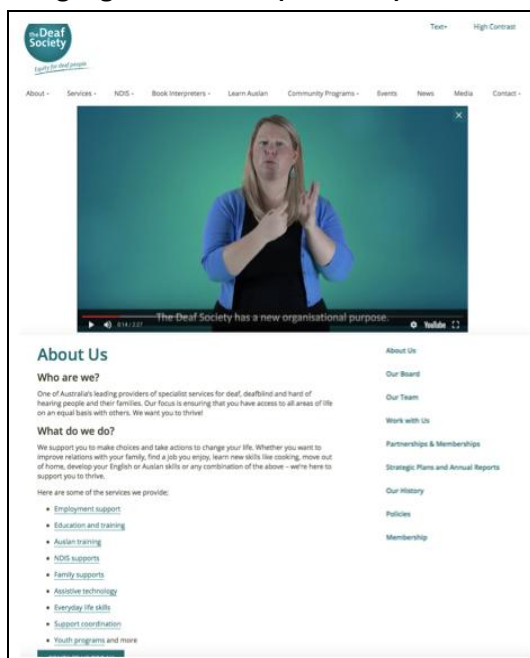 the Deaf
Society
Equity for deaf people
Text+ High Contrast
About - Services - NDIS - Book Interpreters - Learn Auslan Community Programs - Events News Media Contact -
The Deaf Society has a new organisational purpose.
0:14 / 2:27
YouTube
About Us
Who are we?
One of Australia's leading providers of specialist services for deaf, deafblind and hard of
hearing people and their families. Our focus is ensuring that you have access to all areas of life
on an equal basis with others. We want you to thrive!
What do we do?
We support you to make choices and take actions to change your life. Whether you want to
improve relations with your family, find a job you enjoy, learn new skills like cooking, move out
of home, develop your English or Auslan skills or any combination of the above – we're here to
support you to thrive.
Here are some of the services we provide:
Employment support
Education and training
Auslan training
NDIS supports
Family supports
Assistive technology
Everyday life skills
Support coordination
Youth programs and more
About Us
Our Board
Our Team
Work with Us
Partnerships & Memberships
Strategic Plans and Annual Reports
Our History
Policies
Membership